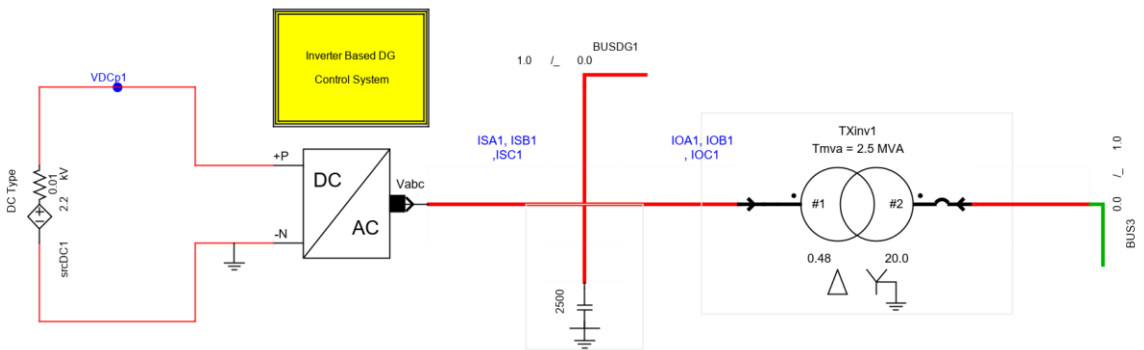 Inverter Based DG
Control System
VDCp1
DC Type
0.01
2.2 kV
+
srcDC1
+P
-N
DC
AC
Vabc
ISA1, ISB1
,ISC1
BUSDG1
1.0 /_ 0.0
2500
IOA1, IOB1
, IOC1
TXinv1
Tmva = 2.5 MVA
#1
#2
0.48
20.0
0.0 /_ 1.0
BUS3